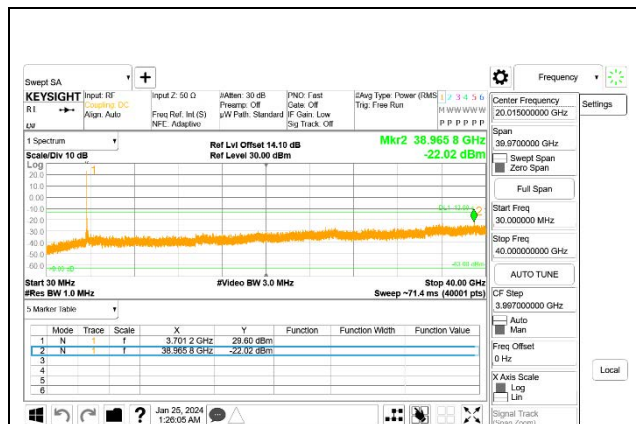 Swept SA
+
Frequency
KEYSIGHT
Input: RF
Input Z: 50 Ω
#Atten: 30 dB
PNO: Fast
#Avg Type: Power (RMS
1 2 3 4 5 6
Coupling: DC
Preamp: Off
Gate: Off
Trig: Free Run
M W W W W W
Align: Auto
Freq Ref: Int (S)
µW Path: Standard
IF Gain: Low
NFE: Adaptive
Sig Track: Off
P P P P P P
Center Frequency
20.015000000 GHz
Settings
1 Spectrum
Ref Lvl Offset 14.10 dB
Mkr2 38.965 8 GHz
Scale/Div 10 dB
Ref Level 30.00 dBm
-22.02 dBm
Span
39.9700000 GHz
Swept Span
Zero Span
Log
1
20.0
10.0
0.00
-10.0
2
20.0
30.0
40.0
50.0
60.0
Full Span
Start Freq
30.000000 MHz
Stop Freq
40.000000000 GHz
AUTO TUNE
Start 30 MHz
#Video BW 3.0 MHz
Stop 40.00 GHz
#Res BW 1.0 MHz
Sweep ~71.4 ms (40001 pts)
CF Step
3.997000000 GHz
Auto
Man
5 Marker Table
Mode Trace Scale X Y Function Function Width Function Value
1 N 1 f 3.701 2 GHz 29.60 dBm
2 N 1 f 38.965 8 GHz -22.02 dBm
3
4
5
6
Freq Offset
0 Hz
X Axis Scale
Log
Lin
Local
Signal Track
(Span Zoom)
?
Jan 25, 2024
1:26:05 AM